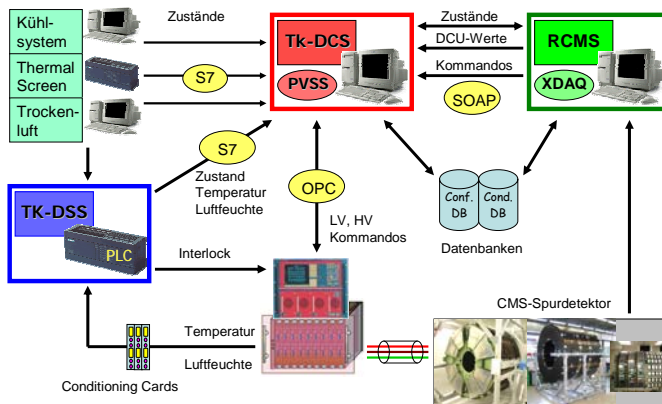 Kühl-
system
Thermal
Screen
Trocken-
luft
Zustände
S7
Tk-DCS
PVSS
Zustände
DCU-Werte
Kommandos
SOAP
RCMS
XDAQ
S7
Zustand
Temperatur
Luftfeuchte
OPC
LV, HV
Kommandos
Conf.
DB
Cond.
DB
Datenbanken
TK-DSS
PLC
Interlock
CMS-Spurdetektor
Temperatur
Luftfeuchte
Conditioning Cards